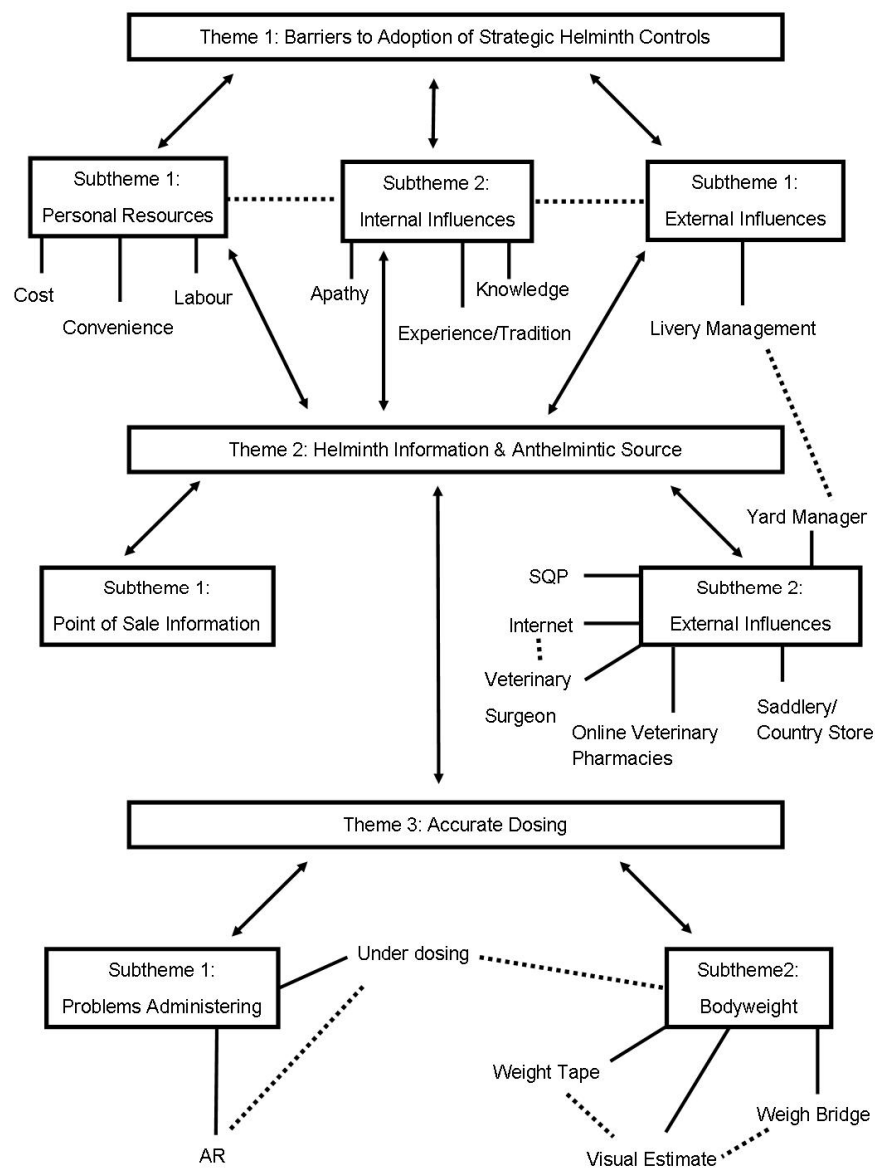 Theme 1: Barriers to Adoption of Strategic Helminth Controls
Subtheme 1:
Personal Resources
Subtheme 2:
Internal Influences
Subtheme 1:
External Influences
Cost
Convenience
Labour
Apathy
Experience/Tradition
Knowledge
Livery Management
Theme 2: Helminth Information & Anthelmintic Source
Yard Manager
Subtheme 1:
Point of Sale Information
Subtheme 2:
External Influences
SQP
Internet
Veterinary
Surgeon
Online Veterinary
Pharmacies
Saddlery/
Country Store
Theme 3: Accurate Dosing
Subtheme 1:
Problems Administering
Under dosing
Subtheme2:
Bodyweight
AR
Weight Tape
Visual Estimate
Weigh Bridge